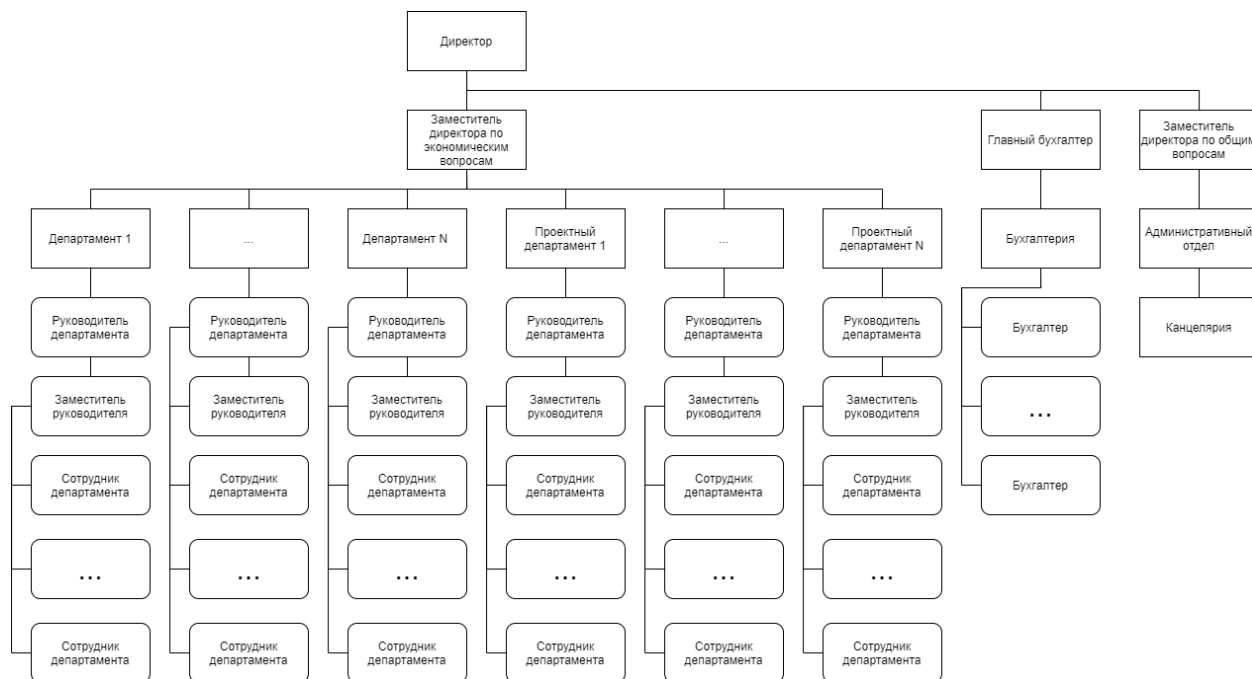 Директор
Заместитель
директора по
экономическим
вопросам
Главный бухгалтер
Заместитель
директора по общим
вопросам
Департамент 1
...
Департамент N
Проектный
департамент 1
...
Проектный
департамент N
Бухгалтерия
Административный
отдел
Руководитель
департамента
Руководитель
департамента
Руководитель
департамента
Руководитель
департамента
Руководитель
департамента
Руководитель
департамента
Бухгалтер
Канцелярия
Заместитель
руководителя
Заместитель
руководителя
Заместитель
руководителя
Заместитель
руководителя
Заместитель
руководителя
Заместитель
руководителя
...
Сотрудник
департамента
Сотрудник
департамента
Сотрудник
департамента
Сотрудник
департамента
Сотрудник
департамента
Сотрудник
департамента
Бухгалтер
...
...
...
...
...
...
Сотрудник
департамента
Сотрудник
департамента
Сотрудник
департамента
Сотрудник
департамента
Сотрудник
департамента
Сотрудник
департамента